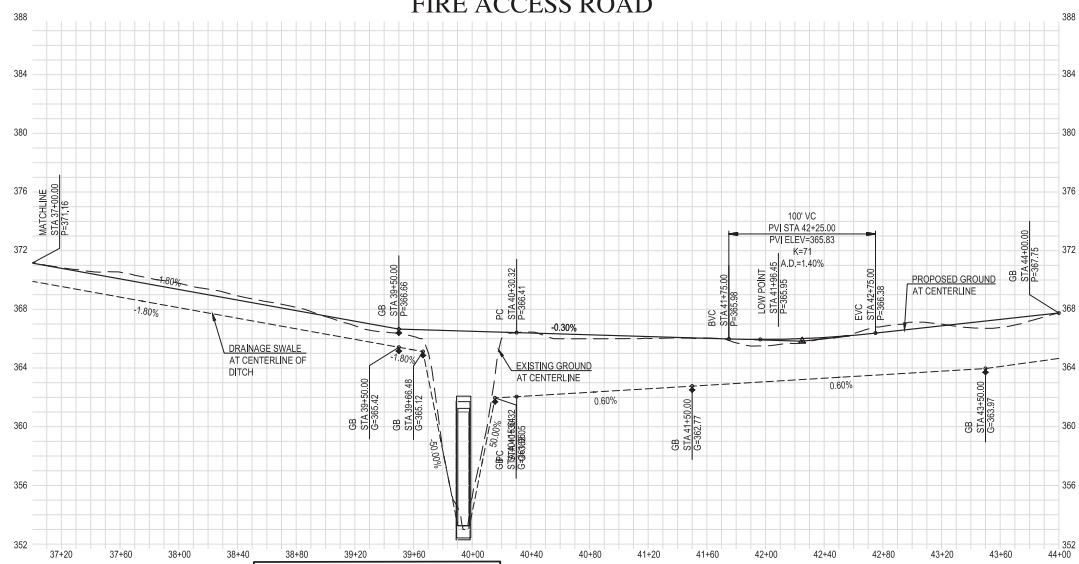 FIRE ACCESS ROAD
388
384
380
376
372
368
364
360
356
352
388
384
380
376
372
368
364
360
356
352
MATCHLINE
STA 37+00.00
P=371.16
-1.80%
-1.80%
DRAINAGE SWALE
AT CENTERLINE OF
DITCH
GB
STA 39+50.00
P=366.66
-1.80%
GB
STA 39+50.00
G=365.42
GB
STA 39+66.48
G=365.12
-50.00%
50.00%
PC
STA 40+30.32
P=366.41
-0.30%
EXISTING GROUND
AT CENTERLINE
0.60%
GB
STA 41+50.00
G=362.77
BVC
STA 41+75.00
P=365.98
LOW POINT
STA 41+96.45
P=365.95
100' VC
PVI STA 42+25.00
PVI ELEV=365.83
K=71
A.D.=1.40%
EVC
STA 42+75.00
P=366.38
0.60%
PROPOSED GROUND
AT CENTERLINE
GB
STA 43+50.00
G=363.97
GB
STA 44+00.00
P=367.75
37+20
37+60
38+00
38+40
38+80
39+20
39+60
40+00
40+40
40+80
41+20
41+60
42+00
42+40
42+80
43+20
43+60
44+00